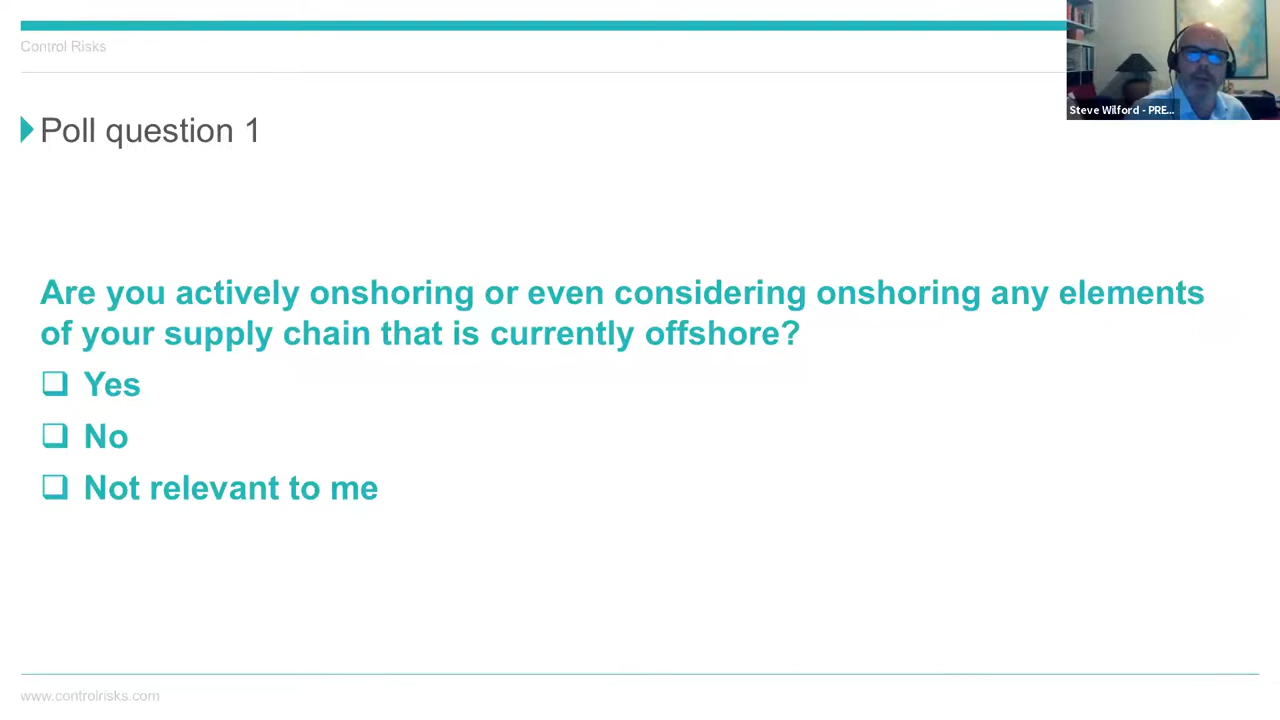 Control Risks
Steve Wilford - PRE...
Poll question 1
Are you actively onshoring or even considering onshoring any elements
of your supply chain that is currently offshore?
Yes
No
Not relevant to me
www.controlrisks.com